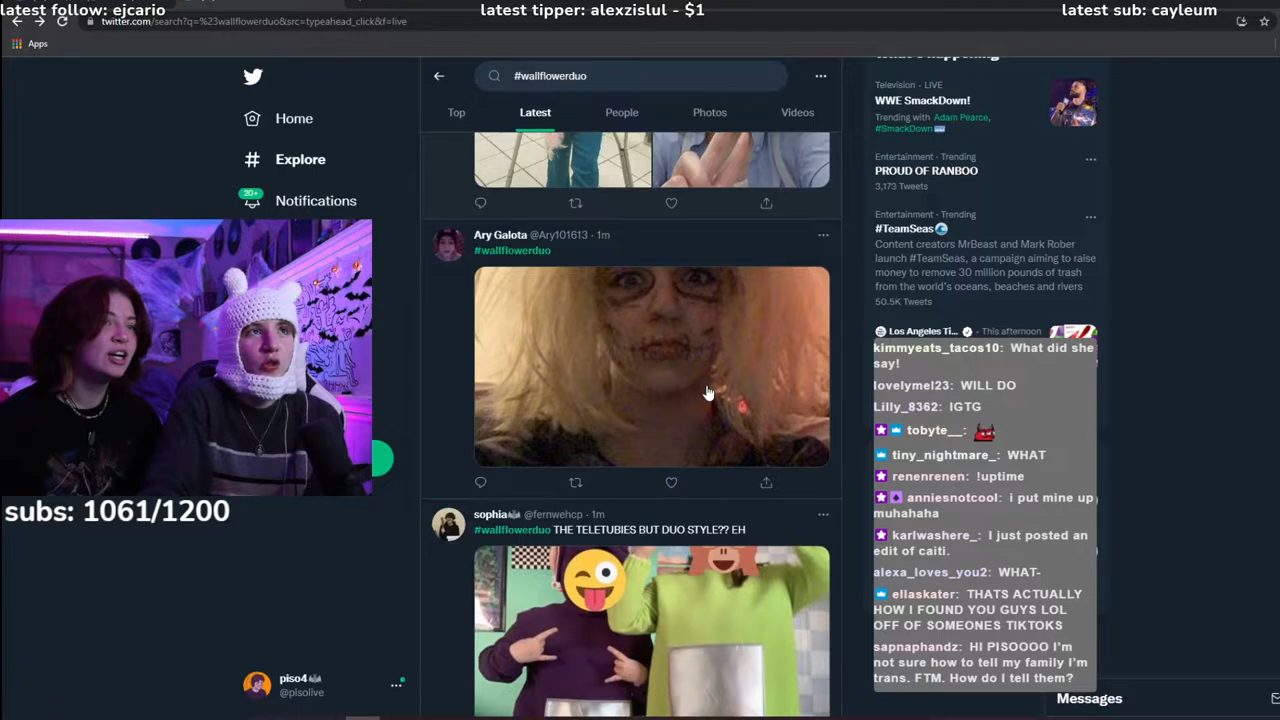 latest follow: ejcario
latest tipper: alexzislul - $1
latest sub: cayleum
twitter.com/search?q=%23wallflowerduo&src=typeahead_click&f=live
Apps
#wallflowerduo
Top
Latest
People
Photos
Videos
Home
Explore
20+
Notifications
Ary Galota @Ary101613 · 1m
#wallflowerduo
sophia @fernwehcp · 1m
#wallflowerduo THE TELETUBIES BUT DUO STYLE?? EH
What's happening
Television · LIVE
WWE SmackDown!
Trending with Adam Pearce,
#SmackDown
Entertainment · Trending
PROUD OF RANBOO
3,173 Tweets
Entertainment · Trending
#TeamSeas
Content creators MrBeast and Mark Rober
launch #TeamSeas, a campaign aiming to raise
money to remove 30 million pounds of trash
from the world's oceans, beaches and rivers
50.5K Tweets
Los Angeles Ti... · This afternoon
kimmyeats_tacos10: What did she
say!
lovelymel23: WILL DO
Lilly_8362: IGTG
tobyte__:
tiny_nightmare_: WHAT
renenrenen: !uptime
anniesnotcool: i put mine up
muhahaha
karlwashere_: I just posted an
edit of caiti.
alexa_loves_you2: WHAT-
ellaskater: THATS ACTUALLY
HOW I FOUND YOU GUYS LOL
OFF OF SOMEONES TIKTOKS
sapnaphandz: HI PISOOOO I'm
not sure how to tell my family I'm
trans. FTM. How do I tell them?
subs: 1061/1200
piso4
@pisolive
Messages